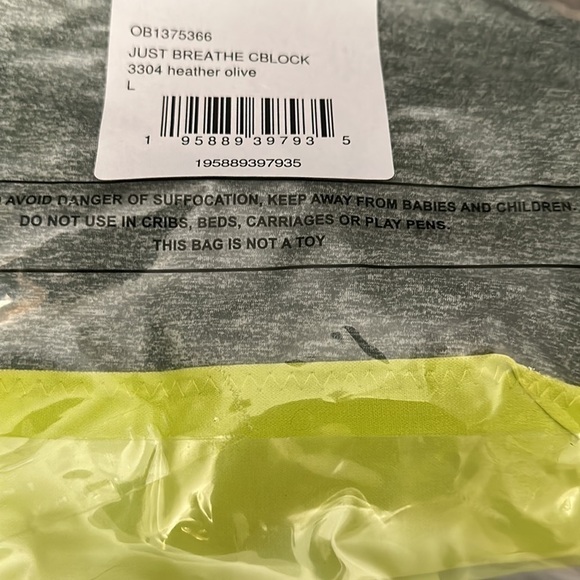 OB1375366
JUST BREATHE CBLOCK
3304 heather olive
L
1 95889 39793 5
195889397935
AVOID DANGER OF SUFFOCATION, KEEP AWAY FROM BABIES AND CHILDREN.
DO NOT USE IN CRIBS, BEDS, CARRIAGES OR PLAY PENS.
THIS BAG IS NOT A TOY